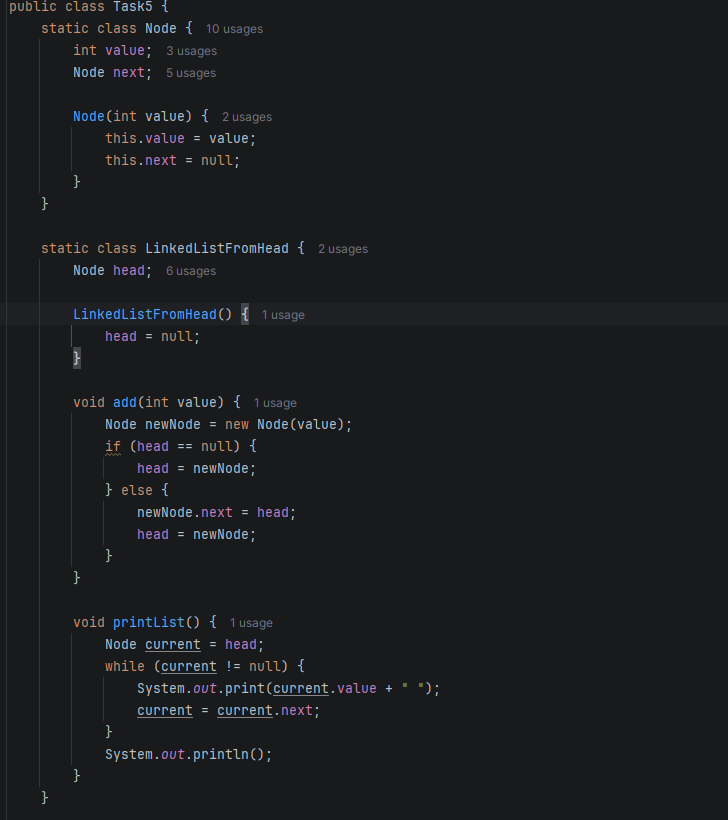 public class Task5 {
    static class Node {  10 usages
        int value;  3 usages
        Node next;  5 usages
        Node(int value) {  2 usages
            this.value = value;
            this.next = null;
        }
    }
    static class LinkedListFromHead {  2 usages
        Node head;  6 usages
        LinkedListFromHead() {  1 usage
            head = null;
        }
        void add(int value) {  1 usage
            Node newNode = new Node(value);
            if (head == null) {
                head = newNode;
            } else {
                newNode.next = head;
                head = newNode;
            }
        }
        void printList() {  1 usage
            Node current = head;
            while (current != null) {
                System.out.print(current.value + " ");
                current = current.next;
            }
            System.out.println();
        }
    }